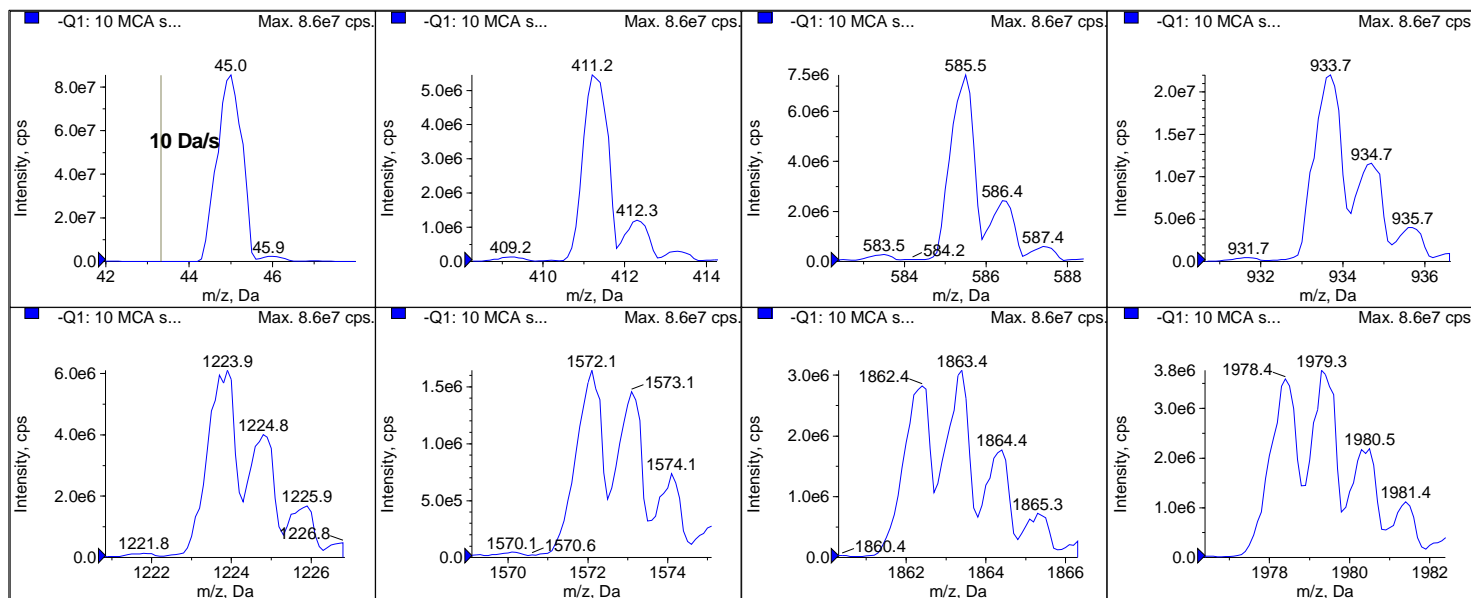 -Q1: 10 MCA s... Max. 8.6e7 cps.
45.0
8.0e7
6.0e7
4.0e7
2.0e7
0.0
10 Da/s
45.9
Intensity, cps
42 44 46
m/z, Da
-Q1: 10 MCA s... Max. 8.6e7 cps.
411.2
5.0e6
4.0e6
3.0e6
2.0e6
1.0e6
0.0
412.3
409.2
Intensity, cps
410 412 414
m/z, Da
-Q1: 10 MCA s... Max. 8.6e7 cps.
585.5
7.5e6
6.0e6
4.0e6
2.0e6
0.0
586.4
583.5 584.2 587.4
Intensity, cps
584 586 588
m/z, Da
-Q1: 10 MCA s... Max. 8.6e7 cps.
933.7
2.0e7
1.5e7
1.0e7
5.0e6
0.0
934.7
935.7
931.7
Intensity, cps
932 934 936
m/z, Da
-Q1: 10 MCA s... Max. 8.6e7 cps.
1223.9
6.0e6
4.0e6
2.0e6
0.0
1224.8
1225.9
1226.8
1221.8
Intensity, cps
1222 1224 1226
m/z, Da
-Q1: 10 MCA s... Max. 8.6e7 cps.
1572.1
1573.1
1.5e6
1.0e6
5.0e5
0.0
1574.1
1570.1 1570.6
Intensity, cps
1570 1572 1574
m/z, Da
-Q1: 10 MCA s... Max. 8.6e7 cps.
1862.4 1863.4
3.0e6
2.0e6
1.0e6
0.0
1864.4
1865.3
1860.4
Intensity, cps
1862 1864 1866
m/z, Da
-Q1: 10 MCA s... Max. 8.6e7 cps.
1978.4 1979.3
3.8e6
3.0e6
2.0e6
1.0e6
0.0
1980.5
1981.4
Intensity, cps
1978 1980 1982
m/z, Da